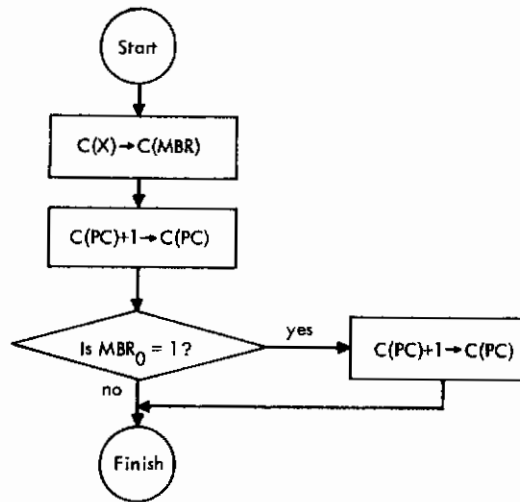 Start
C(X)→C(MBR)
C(PC)+1→C(PC)
Is MBR₀ = 1?
yes
C(PC)+1→C(PC)
no
Finish